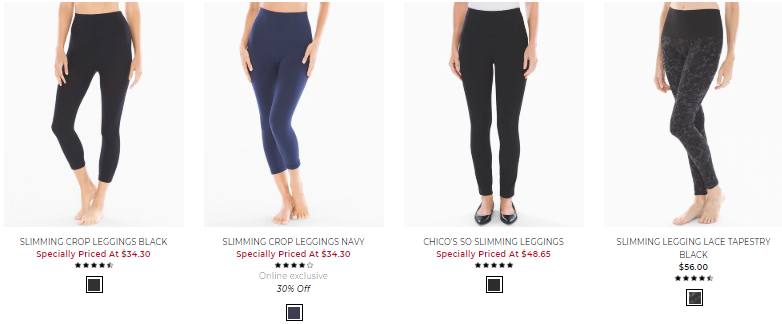 SLIMMING CROP LEGGINGS BLACK
Specially Priced At $34.30
SLIMMING CROP LEGGINGS NAVY
Specially Priced At $34.30
Online exclusive
30% Off
CHICO'S SO SLIMMING LEGGINGS
Specially Priced At $48.65
SLIMMING LEGGING LACE TAPESTRY
BLACK
$56.00